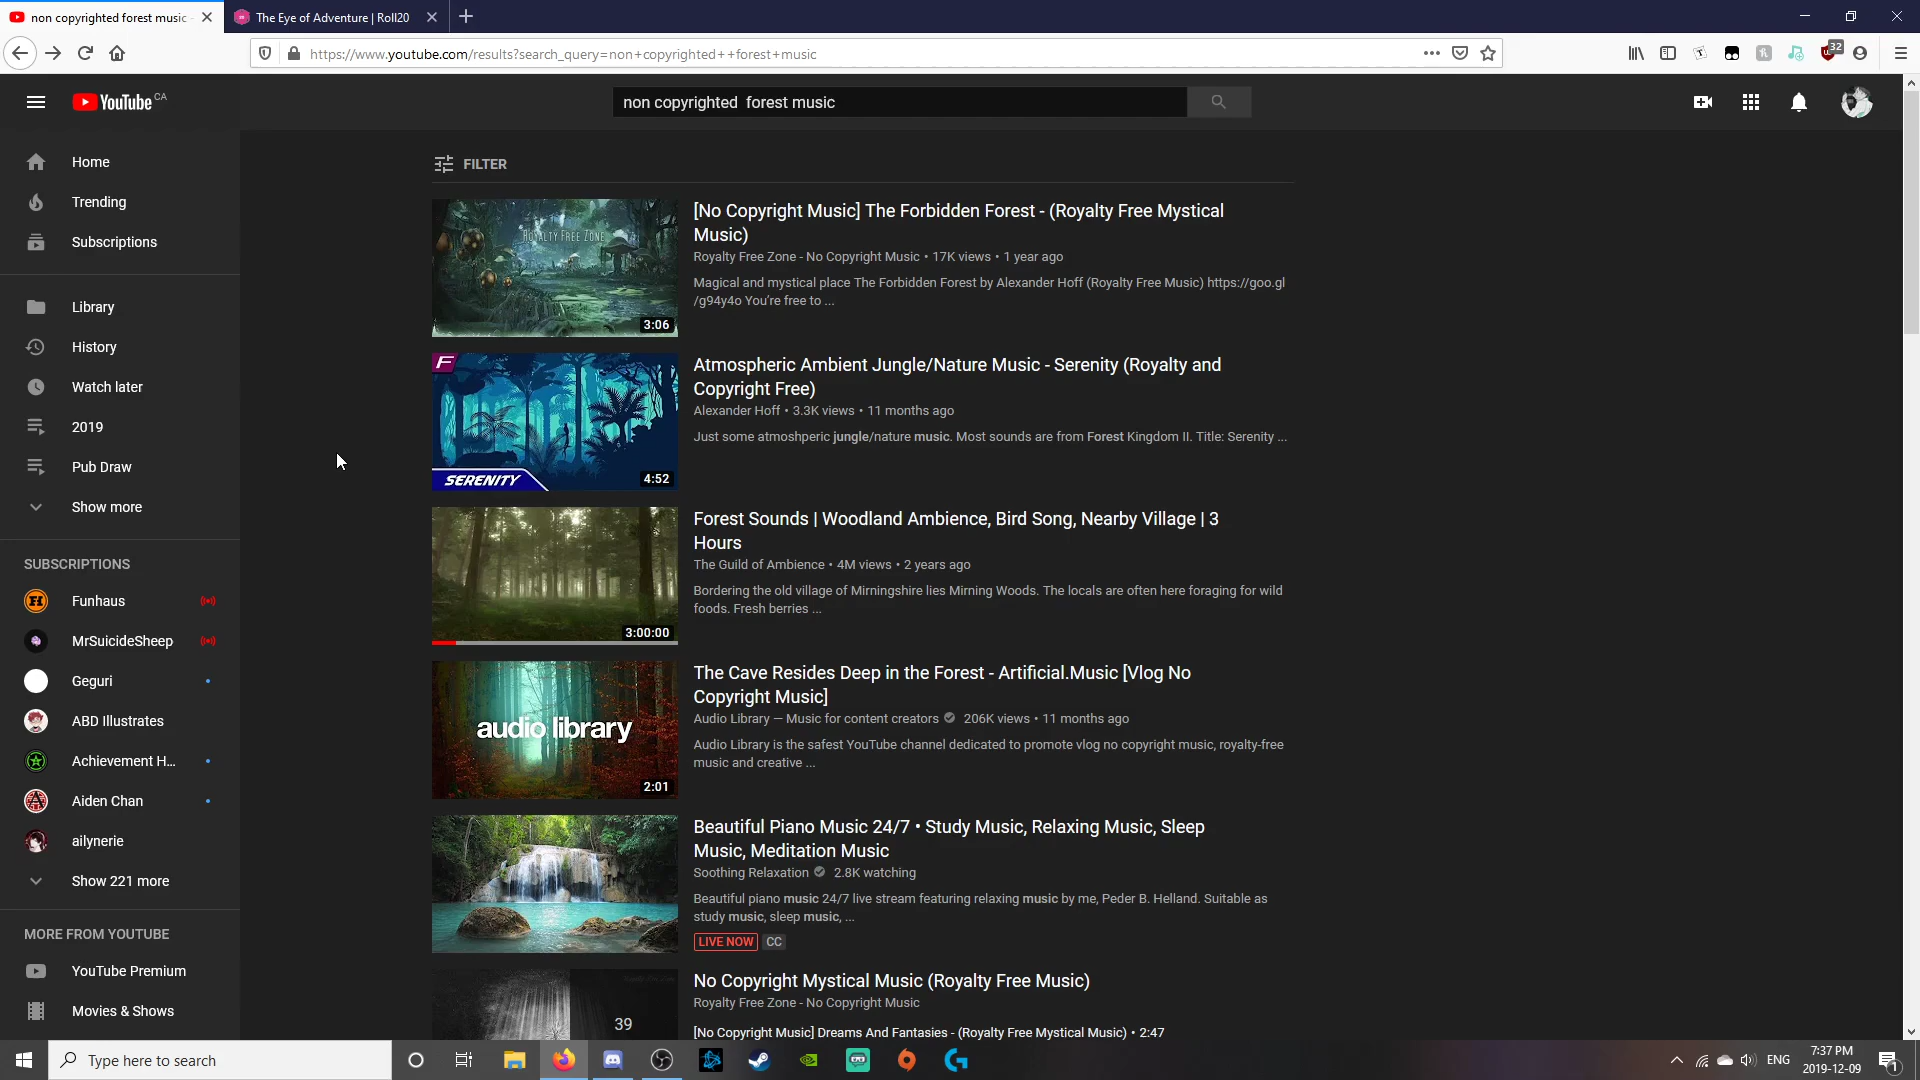 non copyrighted forest music -
The Eye of Adventure | Roll20
https://www.youtube.com/results?search_query=non+copyrighted++forest+music
32
YouTube CA
non copyrighted  forest music
Home
Trending
Subscriptions
Library
History
Watch later
2019
Pub Draw
Show more
SUBSCRIPTIONS
Funhaus
MrSuicideSheep
Geguri
ABD Illustrates
Achievement H...
Aiden Chan
ailynerie
Show 221 more
MORE FROM YOUTUBE
YouTube Premium
Movies & Shows
FILTER
ROYALTY FREE ZONE
3:06
[No Copyright Music] The Forbidden Forest - (Royalty Free Mystical
Music)
Royalty Free Zone - No Copyright Music • 17K views • 1 year ago
Magical and mystical place The Forbidden Forest by Alexander Hoff (Royalty Free Music) https://goo.gl
/g94y4o You’re free to ...
F
SERENITY
4:52
Atmospheric Ambient Jungle/Nature Music - Serenity (Royalty and
Copyright Free)
Alexander Hoff • 3.3K views • 11 months ago
Just some atmoshperic jungle/nature music. Most sounds are from Forest Kingdom II. Title: Serenity ...
3:00:00
Forest Sounds | Woodland Ambience, Bird Song, Nearby Village | 3
Hours
The Guild of Ambience • 4M views • 2 years ago
Bordering the old village of Mirningshire lies Mirning Woods. The locals are often here foraging for wild
foods. Fresh berries ...
audio library
2:01
The Cave Resides Deep in the Forest - Artificial.Music [Vlog No
Copyright Music]
Audio Library — Music for content creators 206K views • 11 months ago
Audio Library is the safest YouTube channel dedicated to promote vlog no copyright music, royalty-free
music and creative ...
Beautiful Piano Music 24/7 • Study Music, Relaxing Music, Sleep
Music, Meditation Music
Soothing Relaxation 2.8K watching
Beautiful piano music 24/7 live stream featuring relaxing music by me, Peder B. Helland. Suitable as
study music, sleep music, ...
LIVE NOW CC
39
No Copyright Mystical Music (Royalty Free Music)
Royalty Free Zone - No Copyright Music
[No Copyright Music] Dreams And Fantasies - (Royalty Free Mystical Music) • 2:47
Type here to search
ENG
7:37 PM
2019-12-09
1